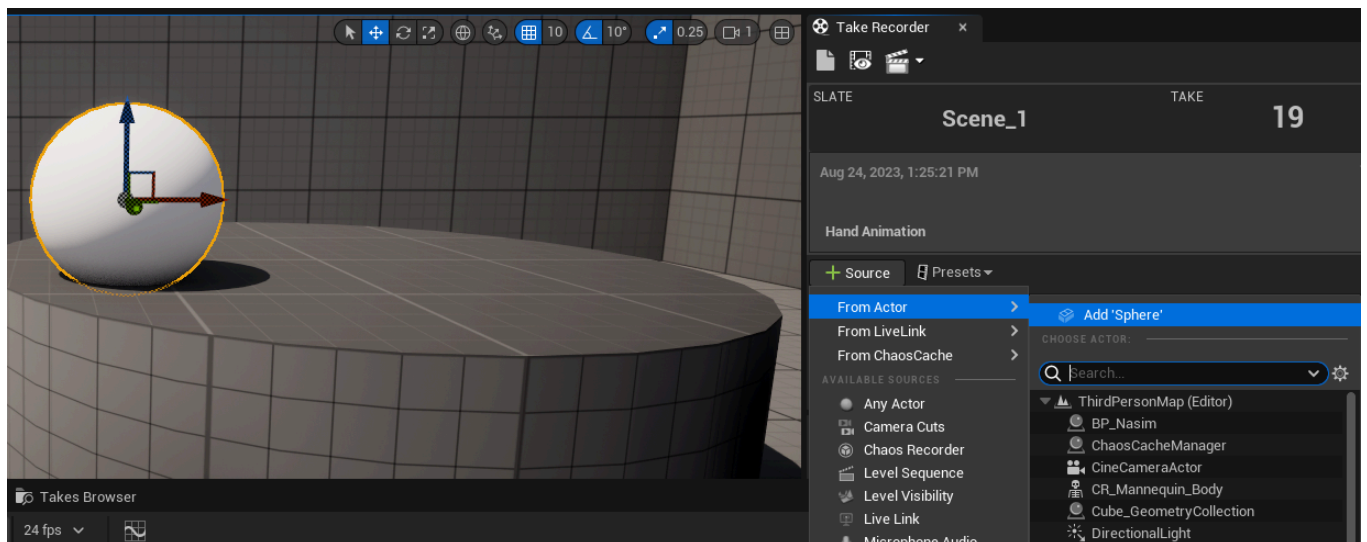 10
10°
0.25
1
Take Recorder
SLATE
TAKE
Scene_1
19
Aug 24, 2023, 1:25:21 PM
Hand Animation
Source
Presets
From Actor
Add 'Sphere'
From LiveLink
CHOOSE ACTOR:
From ChaosCache
Search...
AVAILABLE SOURCES
Any Actor
ThirdPersonMap (Editor)
Camera Cuts
BP_Nasim
Chaos Recorder
ChaosCacheManager
Level Sequence
CineCameraActor
Level Visibility
CR_Mannequin_Body
Live Link
Cube_GeometryCollection
Microphone Audio
DirectionalLight
Takes Browser
24 fps